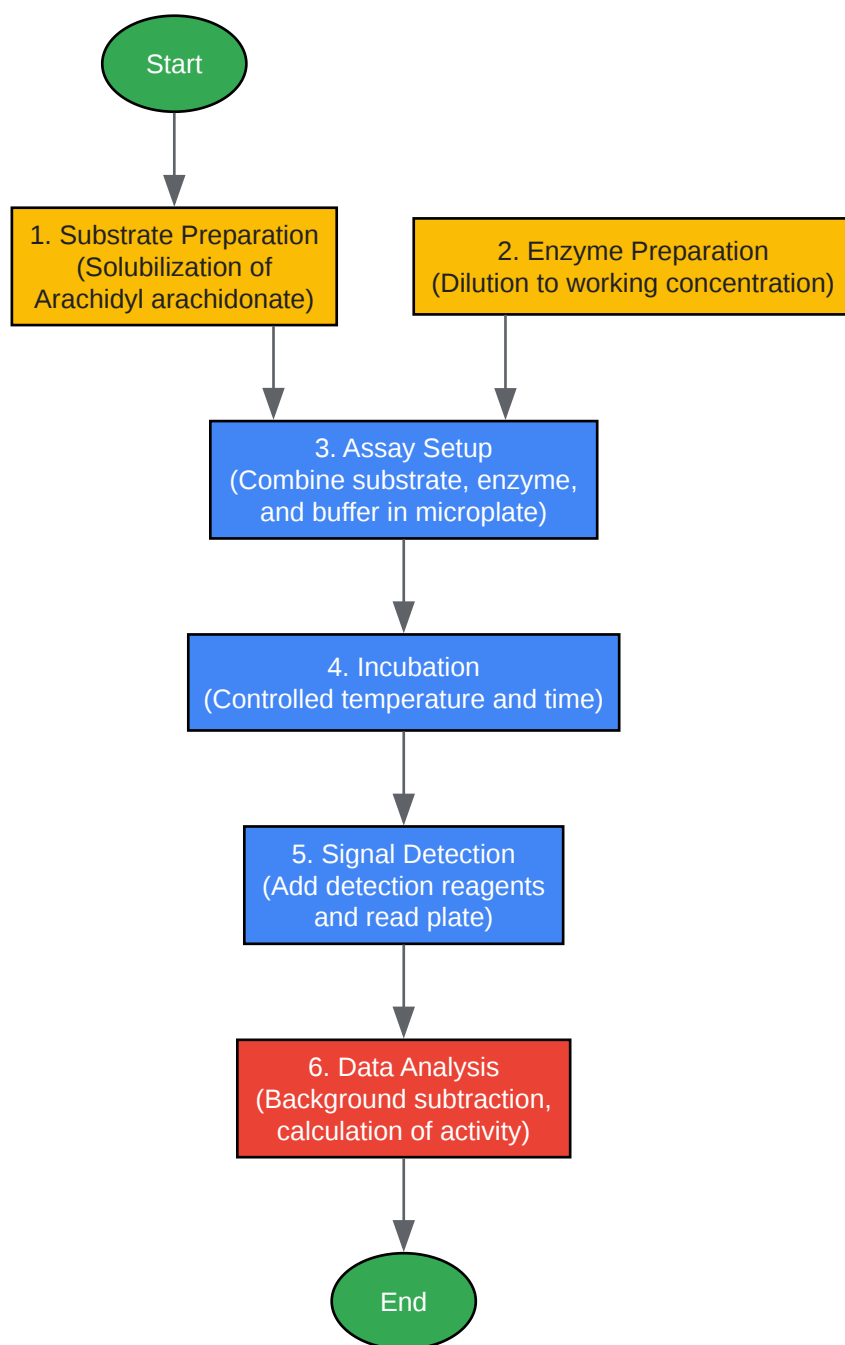 Start
1. Substrate Preparation
(Solubilization of
Arachidyl arachidonate)
2. Enzyme Preparation
(Dilution to working concentration)
3. Assay Setup
(Combine substrate, enzyme,
and buffer in microplate)
4. Incubation
(Controlled temperature and time)
5. Signal Detection
(Add detection reagents
and read plate)
6. Data Analysis
(Background subtraction,
calculation of activity)
End